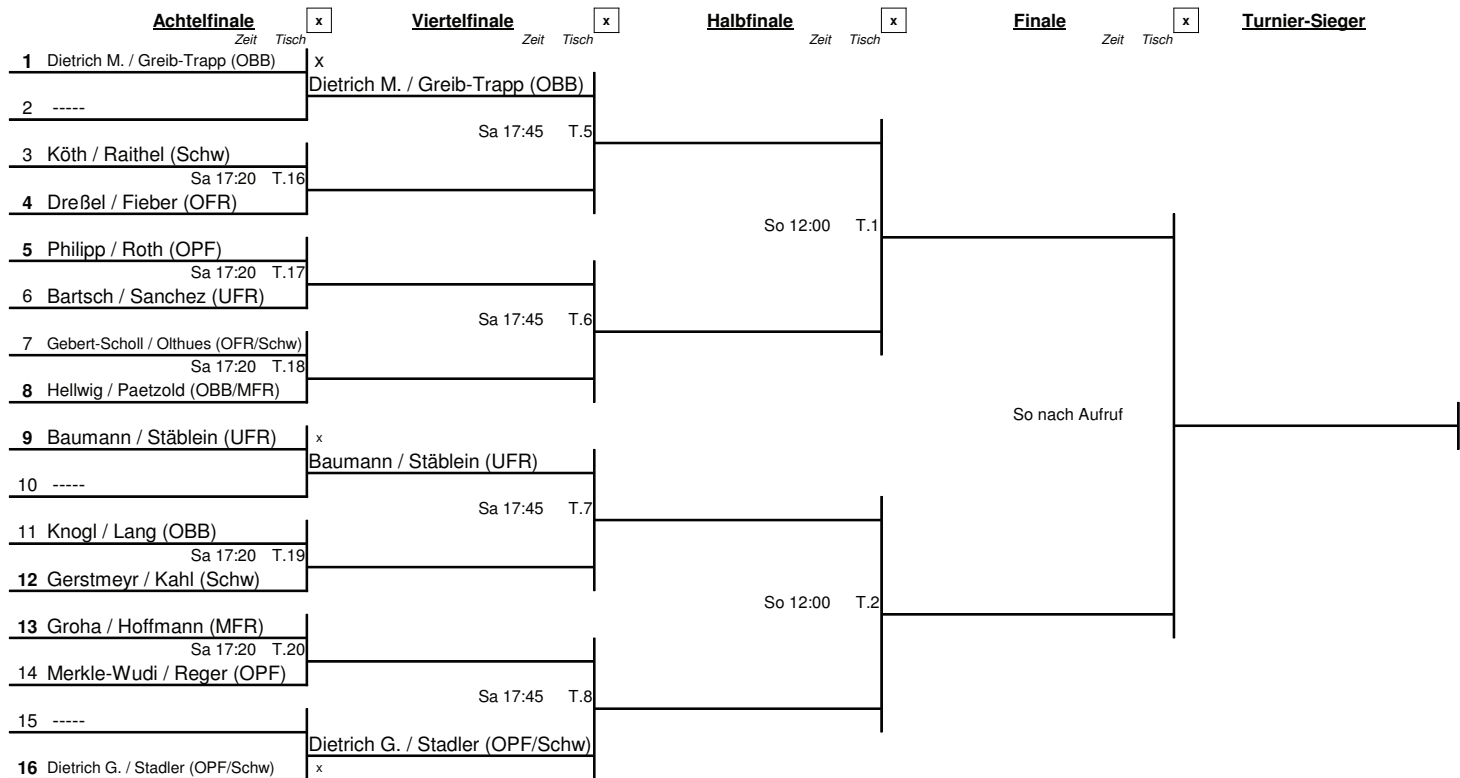 Achtelfinale x Viertelfinale x Halbfinale x Finale x Turnier-Sieger
Zeit Tisch Zeit Tisch Zeit Tisch Zeit Tisch
1 Dietrich M. / Greib-Trapp (OBB) x
Dietrich M. / Greib-Trapp (OBB)
2 -----
Sa 17:45 T.5
3 Köth / Raithel (Schw)
Sa 17:20 T.16
4 Dreßel / Fieber (OFR)
So 12:00 T.1
5 Philipp / Roth (OPF)
Sa 17:20 T.17
6 Bartsch / Sanchez (UFR)
Sa 17:45 T.6
7 Gebert-Scholl / Olthues (OFR/Schw)
Sa 17:20 T.18
8 Hellwig / Paetzold (OBB/MFR)
So nach Aufruf
9 Baumann / Stäblein (UFR) x
Baumann / Stäblein (UFR)
10 -----
Sa 17:45 T.7
11 Knogl / Lang (OBB)
Sa 17:20 T.19
12 Gerstmeyr / Kahl (Schw)
So 12:00 T.2
13 Groha / Hoffmann (MFR)
Sa 17:20 T.20
14 Merkle-Wudi / Reger (OPF)
Sa 17:45 T.8
15 -----
Dietrich G. / Stadler (OPF/Schw)
16 Dietrich G. / Stadler (OPF/Schw) x